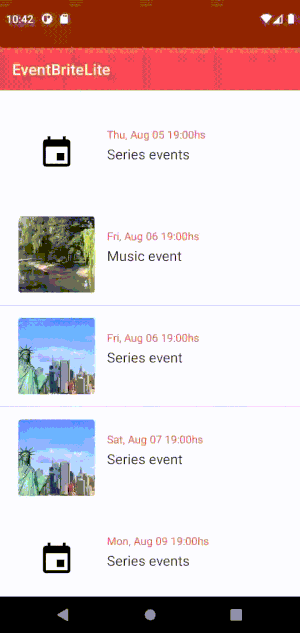 10:42
EventBriteLite
Thu, Aug 05 19:00hs
Series events
Fri, Aug 06 19:00hs
Music event
Fri, Aug 06 19:00hs
Series event
Sat, Aug 07 19:00hs
Series event
Mon, Aug 09 19:00hs
Series events